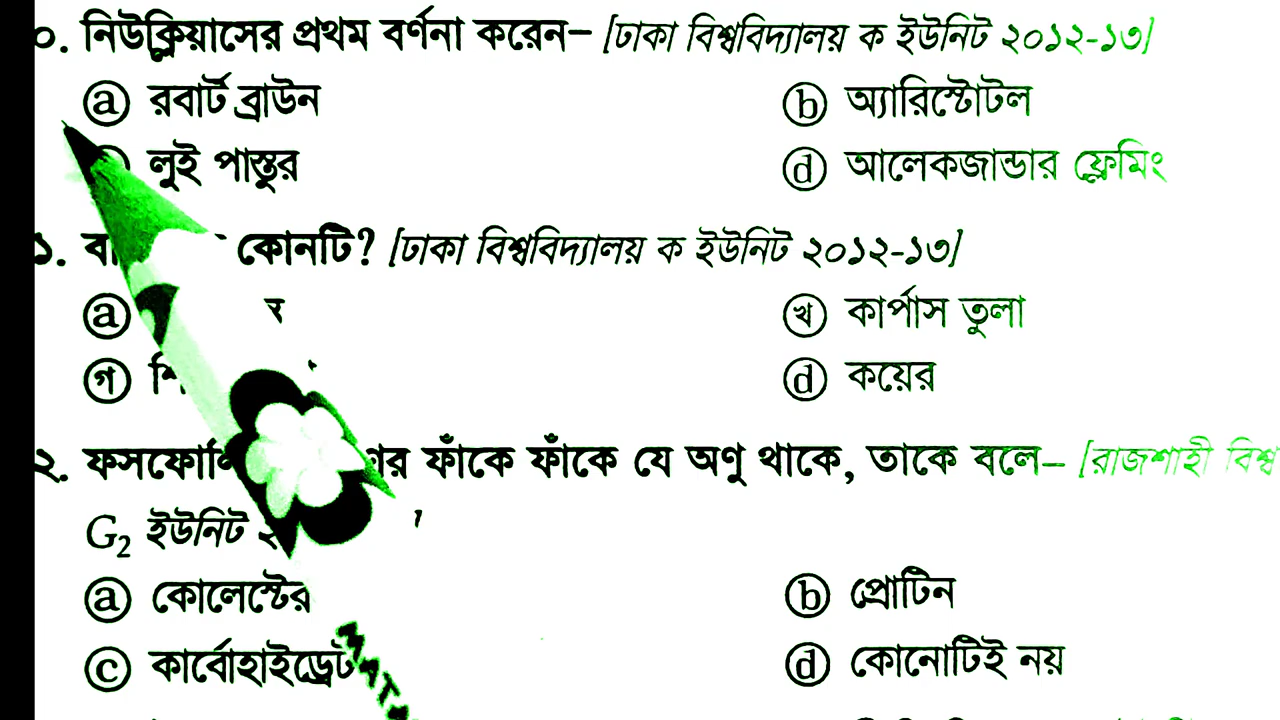 ০. নিউক্লিয়াসের প্রথম বর্ণনা করেন– [ঢাকা বিশ্ববিদ্যালয় ক ইউনিট ২০১২-১৩]
ⓐ রবার্ট ব্রাউন ⓑ অ্যারিস্টোটল
লুই পাস্তুর ⓓ আলেকজান্ডার ফ্লেমিং
১. কোনটি? [ঢাকা বিশ্ববিদ্যালয় ক ইউনিট ২০১২-১৩]
ⓐ খ কার্পাস তুলা
গ ⓓ কয়ের
২. ফাঁকে ফাঁকে যে অণু থাকে, তাকে বলে– [রাজশাহী বিশ্ব
G₂ ইউনিট
ⓐ কোলেস্টের ⓑ প্রোটিন
ⓒ কার্বোহাইড্রেট ⓓ কোনোটিই নয়